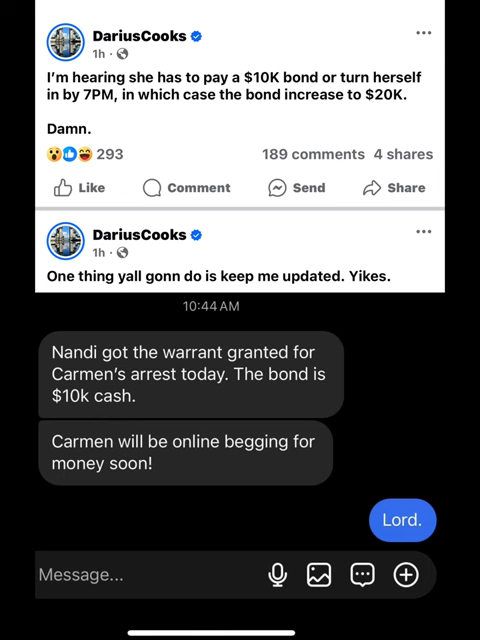 DariusCooks
1h ·
I'm hearing she has to pay a $10K bond or turn herself
in by 7PM, in which case the bond increase to $20K.
Damn.
293 189 comments 4 shares
Like Comment Send Share
DariusCooks
1h ·
One thing yall gonn do is keep me updated. Yikes.
10:44 AM
Nandi got the warrant granted for
Carmen's arrest today. The bond is
$10k cash.
Carmen will be online begging for
money soon!
Lord.
Message...